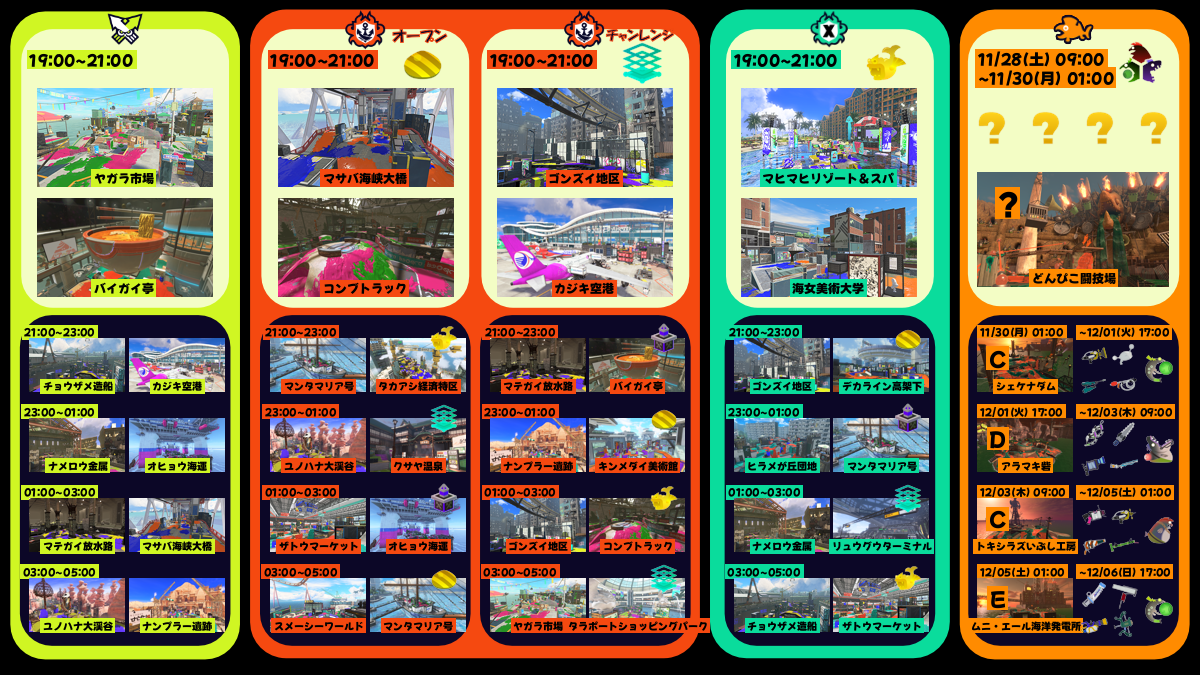 19:00~21:00
ヤガラ市場
バイガイ亭
21:00~23:00
チョウザメ造船
カジキ空港
23:00~01:00
ナメロウ金属
オヒョウ海運
01:00~03:00
マテガイ放水路
マサバ海峡大橋
03:00~05:00
ユノハナ大渓谷
ナンプラー遺跡
オープン
19:00~21:00
マサバ海峡大橋
コンブトラック
21:00~23:00
マンタマリア号
タカアシ経済特区
23:00~01:00
ユノハナ大渓谷
クサヤ温泉
01:00~03:00
ザトウマーケット
オヒョウ海運
03:00~05:00
スメーシーワールド
マンタマリア号
チャンレンジ
19:00~21:00
ゴンズイ地区
カジキ空港
21:00~23:00
マテガイ放水路
バイガイ亭
23:00~01:00
ナンプラー遺跡
キンメダイ美術館
01:00~03:00
ゴンズイ地区
コンブトラック
03:00~05:00
ヤガラ市場
タラポートショッピングパーク
X
19:00~21:00
マヒマヒリゾート&スパ
海女美術大学
21:00~23:00
ゴンズイ地区
デカライン高架下
23:00~01:00
ヒラメが丘団地
マンタマリア号
01:00~03:00
ナメロウ金属
リュウグウターミナル
03:00~05:00
チョウザメ造船
ザトウマーケット
11/28(土) 09:00
~11/30(月) 01:00
? ? ? ?
?
どんぴこ闘技場
11/30(月) 01:00 ~12/01(火) 17:00
C
シェケナダム
12/01(火) 17:00 ~12/03(木) 09:00
D
アラマキ砦
12/03(木) 09:00 ~12/05(土) 01:00
C
トキシラズいぶし工房
12/05(土) 01:00 ~12/06(日) 17:00
E
ムニ・エール海洋発電所